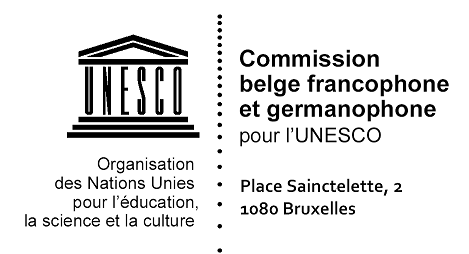 UNESCO
Organisation
des Nations Unies
pour l'éducation,
la science et la culture
Commission
belge francophone
et germanophone
pour l'UNESCO
Place Sainctelette, 2
1080 Bruxelles